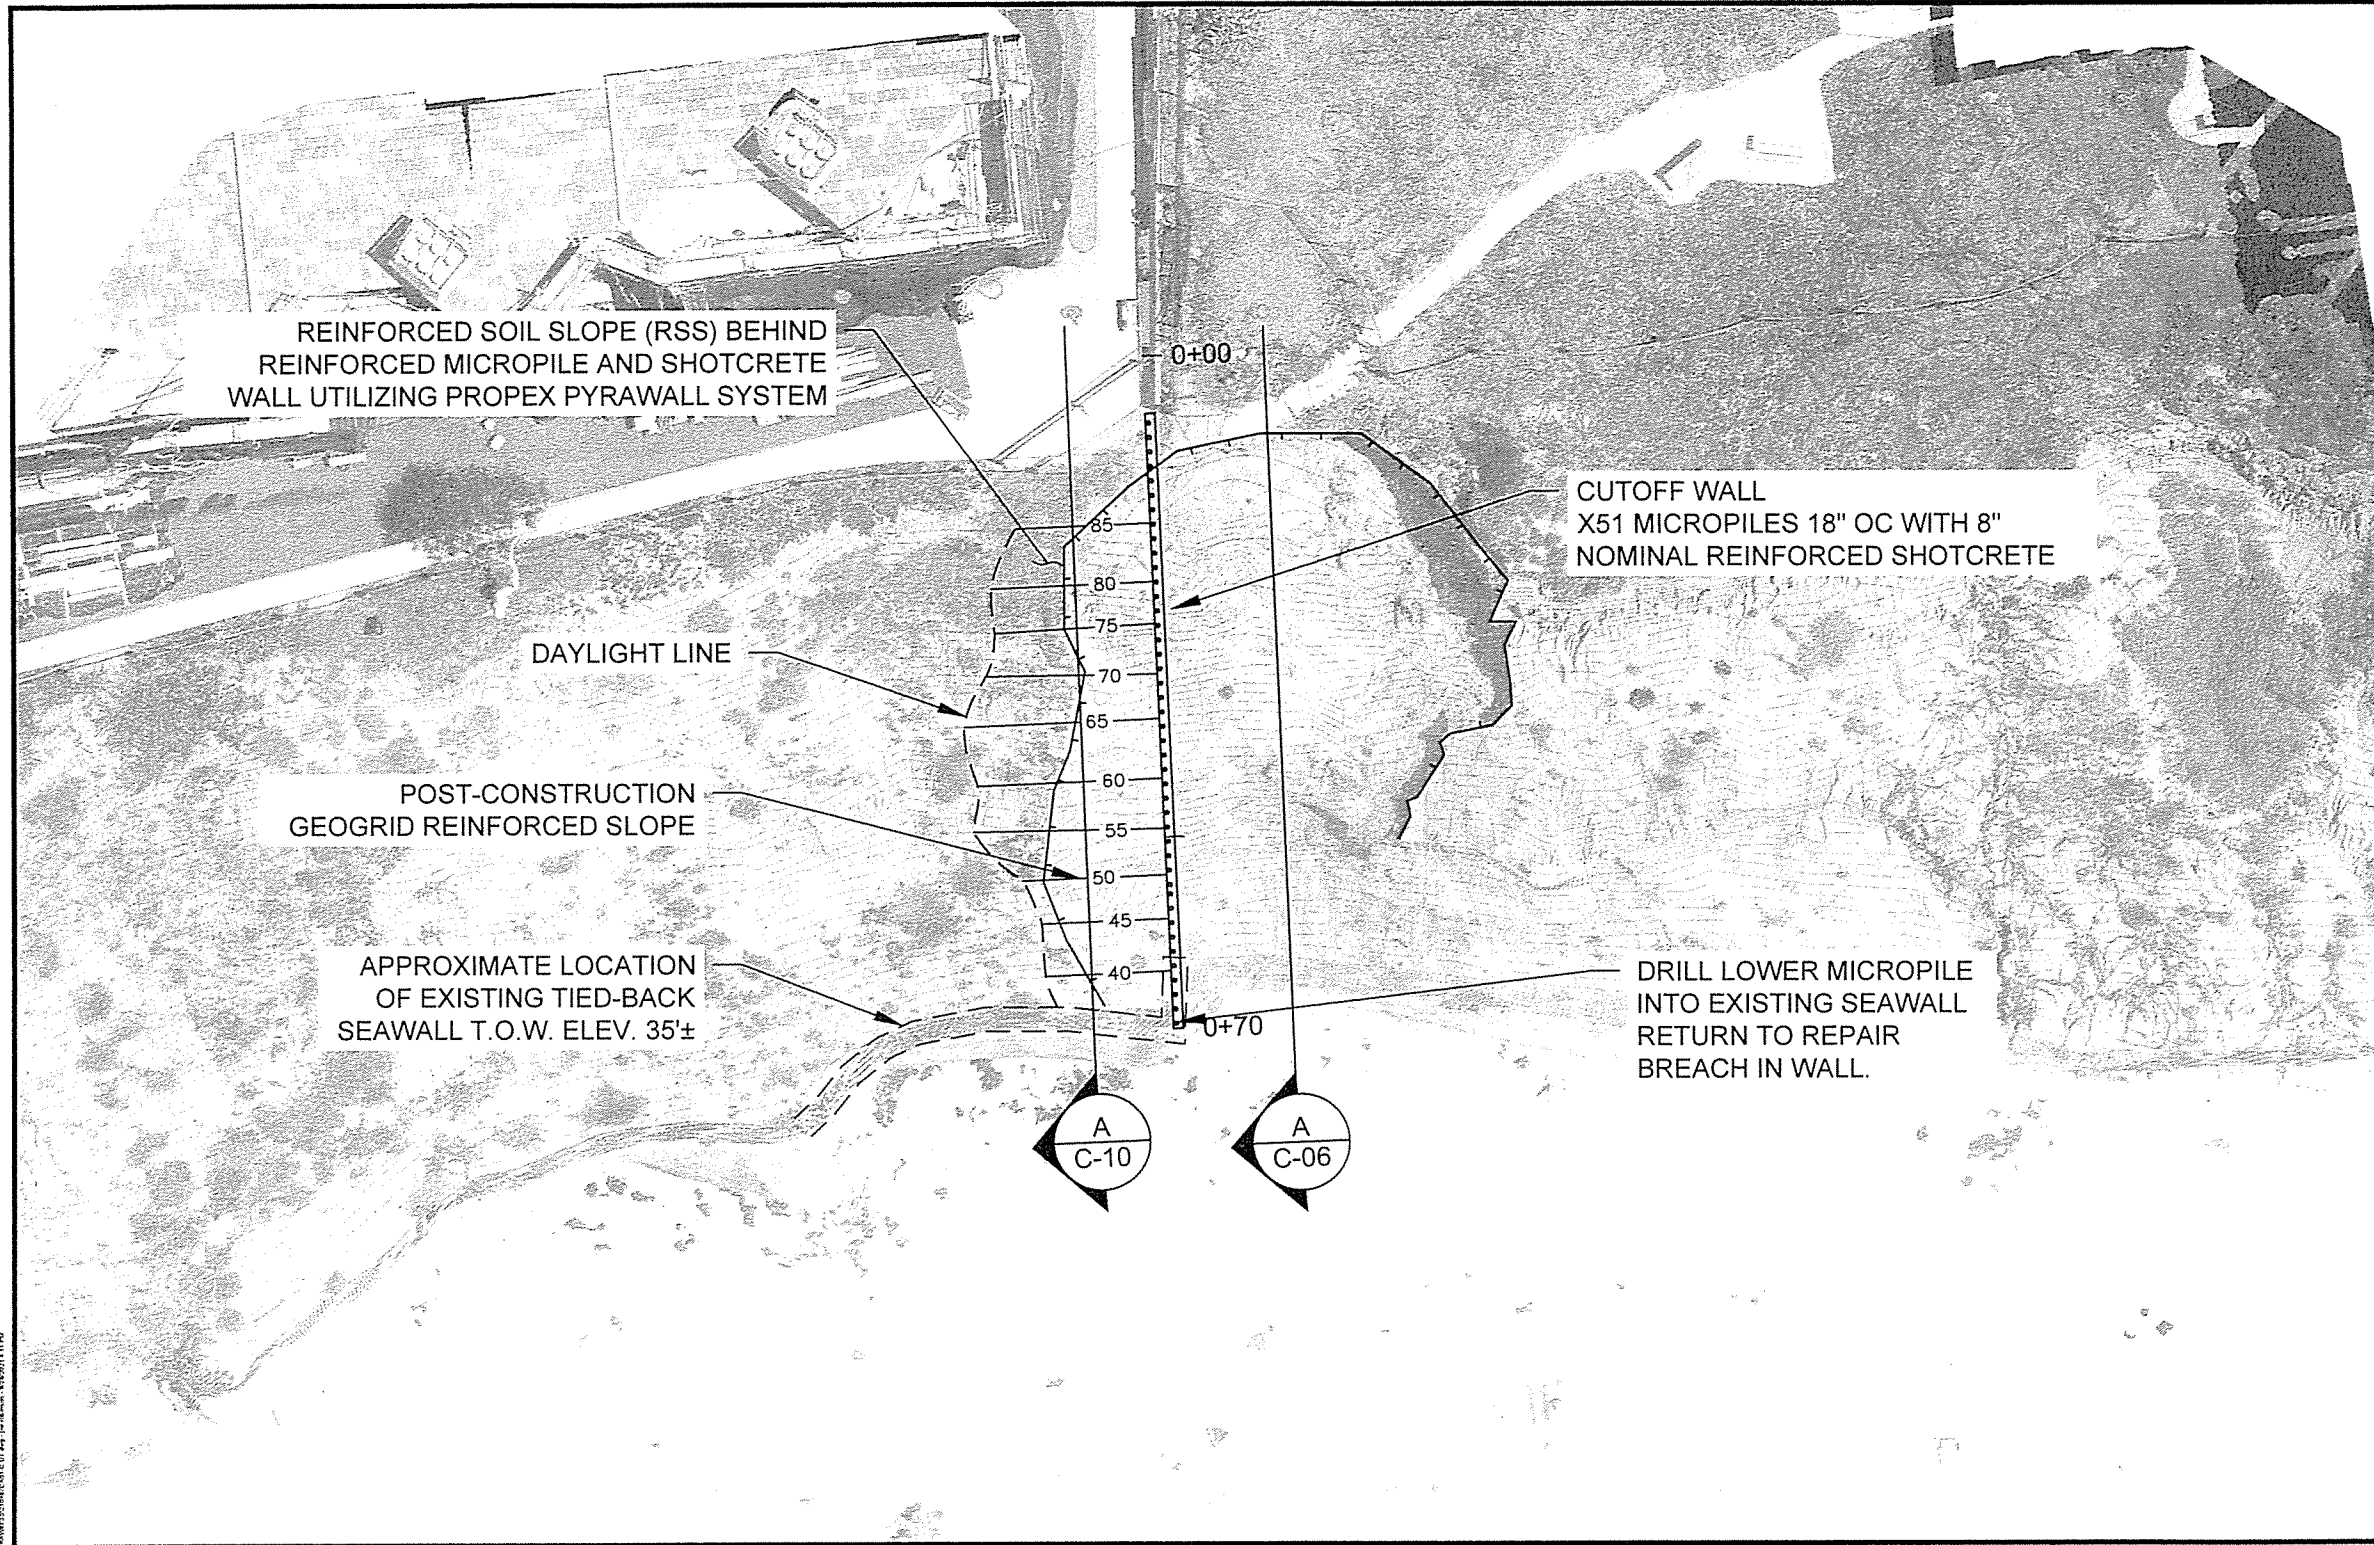 REINFORCED SOIL SLOPE (RSS) BEHIND
REINFORCED MICROPILE AND SHOTCRETE
WALL UTILIZING PROPEX PYRAWALL SYSTEM
0+00
CUTOFF WALL
X51 MICROPILES 18" OC WITH 8"
NOMINAL REINFORCED SHOTCRETE
85
80
75
70
65
60
55
50
45
40
DAYLIGHT LINE
POST-CONSTRUCTION
GEOGRID REINFORCED SLOPE
APPROXIMATE LOCATION
OF EXISTING TIED-BACK
SEAWALL T.O.W. ELEV. 35'±
DRILL LOWER MICROPILE
INTO EXISTING SEAWALL
RETURN TO REPAIR
BREACH IN WALL.
0+70
A
C-10
A
C-06